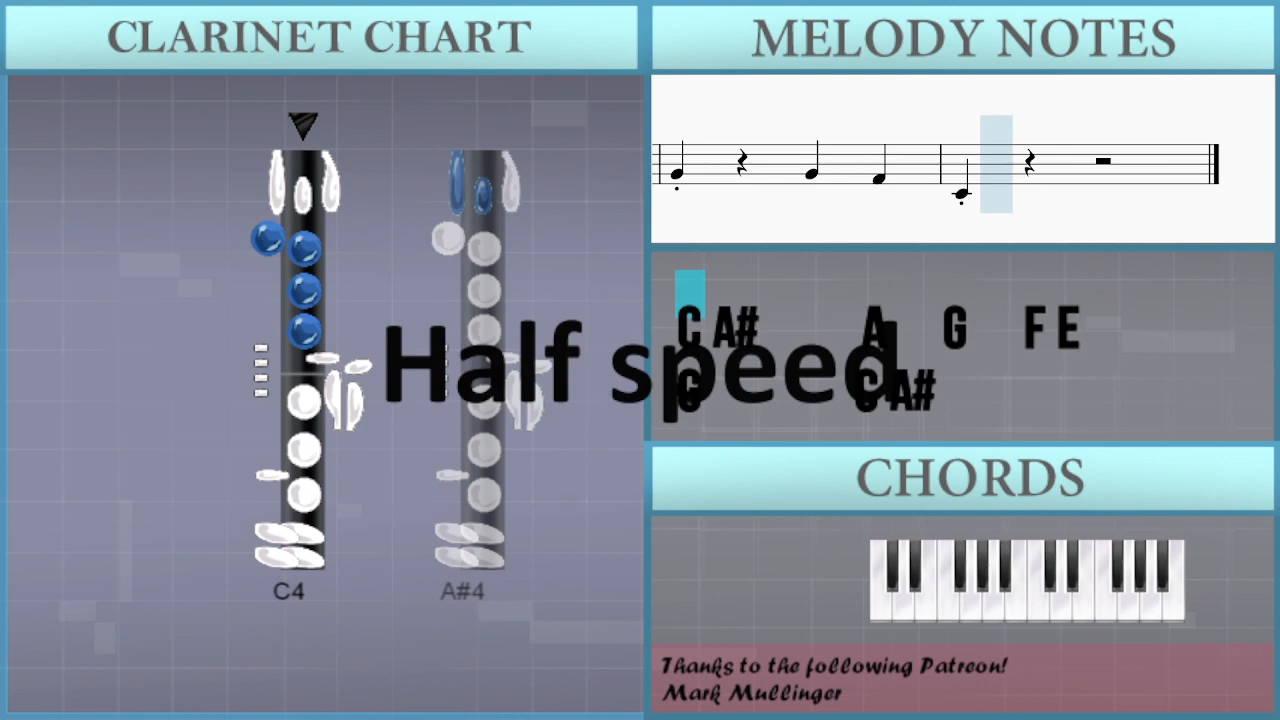 CLARINET CHART
MELODY NOTES
C A# A G F E
G C A#
Half speed
C4 A#4
CHORDS
Thanks to the following Patreon!
Mark Mullinger